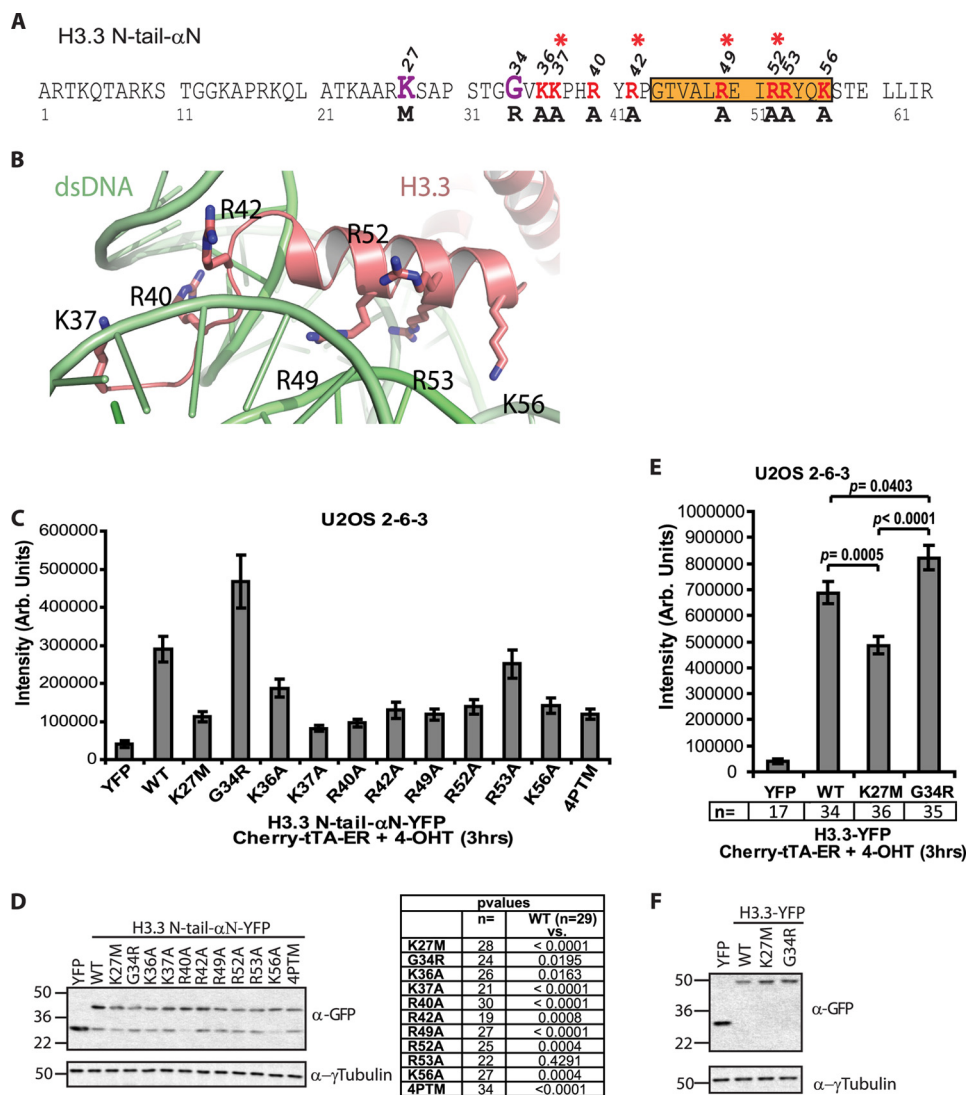 A
H3.3 N-tail-αN
* * * *
27 34 36 37 40 42 49 52 53 56
ARTKQTARKS TGGKAPRKQL ATKAARKSAP STGGVKKPHR YRPGTVALRE IRRYQKSTE LLIR
M R A A A A A A A A
1 11 21 31 41 51 61
B
dsDNA
H3.3
R42
R52
R40
K37
R49
R53
K56
C
U2OS 2-6-3
Intensity (Arb. Units)
600000
500000
400000
300000
200000
100000
0
YFP WT K27M G34R K36A K37A R40A R42A R49A R52A R53A K56A 4PTM
H3.3 N-tail-αN-YFP
Cherry-tTA-ER + 4-OHT (3hrs)
E
U2OS 2-6-3
p= 0.0403
p< 0.0001
p= 0.0005
Intensity (Arb. Units)
1000000
900000
800000
700000
600000
500000
400000
300000
200000
100000
0
YFP WT K27M G34R
n= 17 34 36 35
H3.3-YFP
Cherry-tTA-ER + 4-OHT (3hrs)
D
H3.3 N-tail-αN-YFP
YFP WT K27M G34R K36A K37A R40A R42A R49A R52A R53A K56A 4PTM
50
36
22
α-GFP
50
α-γTubulin
pvalues
n= WT (n=29) vs.
K27M 28 < 0.0001
G34R 24 0.0195
K36A 26 0.0163
K37A 21 < 0.0001
R40A 30 < 0.0001
R42A 19 0.0008
R49A 27 < 0.0001
R52A 25 0.0004
R53A 22 0.4291
K56A 27 0.0004
4PTM 34 <0.0001
F
H3.3-YFP
YFP WT K27M G34R
50
36
22
α-GFP
50
α-γTubulin